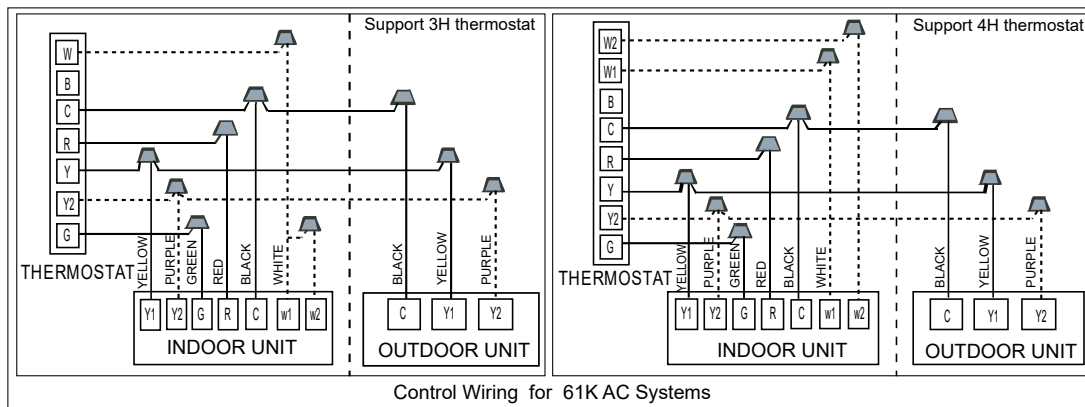 Support 3H thermostat
W
B
C
R
Y
Y2
G
THERMOSTAT
YELLOW
PURPLE
GREEN
RED
BLACK
WHITE
BLACK
YELLOW
PURPLE
Y1 Y2 G R C w1 w2
INDOOR UNIT
C Y1 Y2
OUTDOOR UNIT
Support 4H thermostat
W2
W1
B
C
R
Y
Y2
G
THERMOSTAT
YELLOW
PURPLE
GREEN
RED
BLACK
WHITE
BLACK
YELLOW
PURPLE
Y1 Y2 G R C w1 w2
INDOOR UNIT
C Y1 Y2
OUTDOOR UNIT
Control Wiring for 61K AC Systems